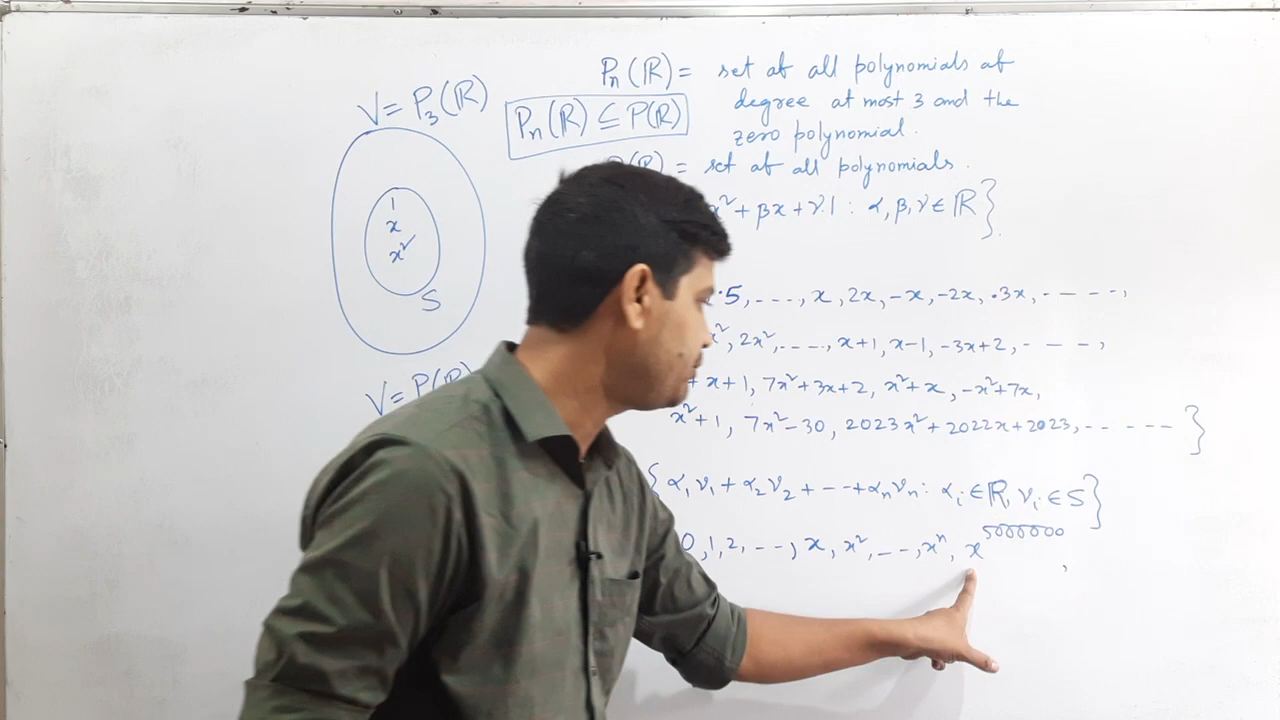 V = P₃(ℝ)
1
x
x²
S
V = P(ℝ)
Pₙ(ℝ) = set of all polynomials of
degree at most 3 and the
zero polynomial.
Pₙ(ℝ) ⊆ P(ℝ)
P(ℝ) = set of all polynomials.
x² + βx + γ.1 : α, β, γ ∈ ℝ}.
.5, ----, x, 2x, -x, -2x, .3x, -----,
x², 2x², ----, x+1, x-1, -3x+2, ----,
+ x + 1, 7x²+3x+2, x²+x, -x²+7x,
x²+1, 7x²-30, 2023x²+2022x+2023, ----- }
{α₁v₁ + α₂v₂ + --- + αₙvₙ : αᵢ ∈ ℝ, vᵢ ∈ S}
0, 1, 2, ---, x, x², ---, xⁿ, x⁵⁰⁰⁰⁰⁰⁰⁰,